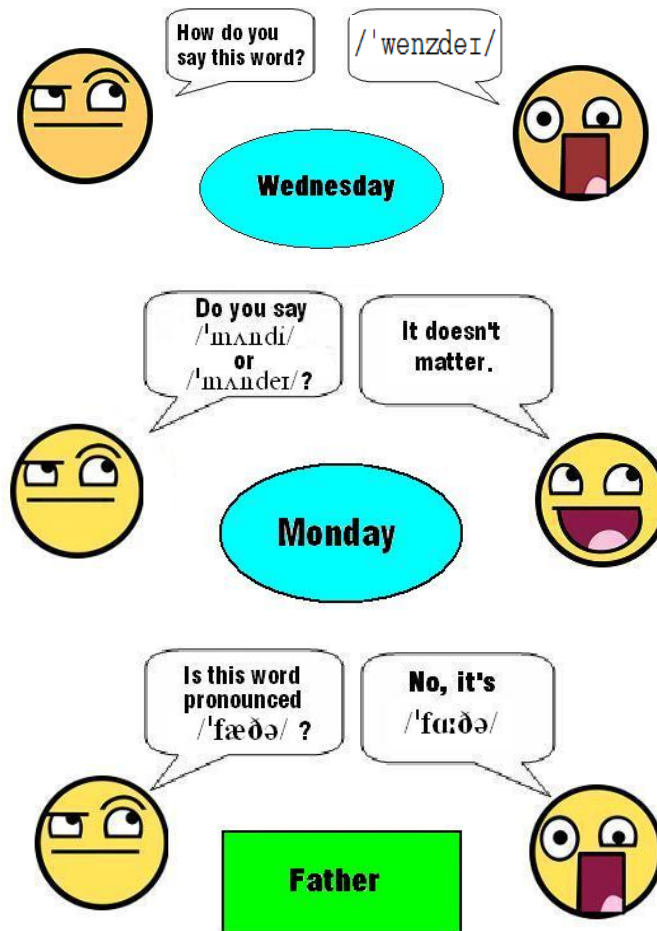 How do you
say this word?
/ˈwenzdeɪ/
Wednesday
Do you say
/ˈmʌndi/
or
/ˈmʌndeɪ/ ?
It doesn't
matter.
Monday
Is this word
pronounced
/ˈfæðə/ ?
No, it's
/ˈfɑːðə/
Father